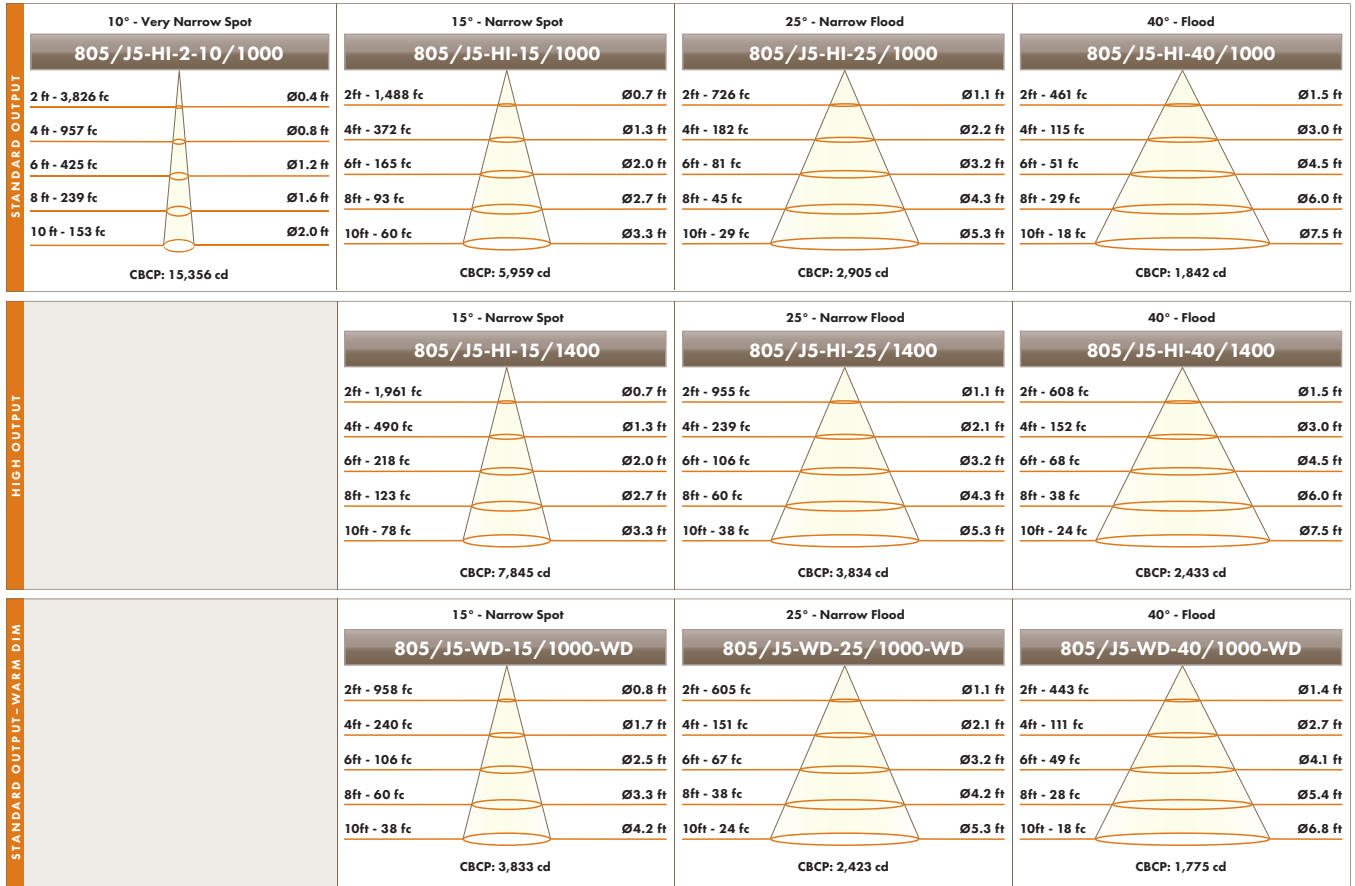 STANDARD OUTPUT
10° - Very Narrow Spot
805/J5-HI-2-10/1000
2 ft - 3,826 fc Ø0.4 ft
4 ft - 957 fc Ø0.8 ft
6 ft - 425 fc Ø1.2 ft
8 ft - 239 fc Ø1.6 ft
10 ft - 153 fc Ø2.0 ft
CBCP: 15,356 cd
15° - Narrow Spot
805/J5-HI-15/1000
2ft - 1,488 fc Ø0.7 ft
4ft - 372 fc Ø1.3 ft
6ft - 165 fc Ø2.0 ft
8ft - 93 fc Ø2.7 ft
10ft - 60 fc Ø3.3 ft
CBCP: 5,959 cd
25° - Narrow Flood
805/J5-HI-25/1000
2ft - 726 fc Ø1.1 ft
4ft - 182 fc Ø2.2 ft
6ft - 81 fc Ø3.2 ft
8ft - 45 fc Ø4.3 ft
10ft - 29 fc Ø5.3 ft
CBCP: 2,905 cd
40° - Flood
805/J5-HI-40/1000
2ft - 461 fc Ø1.5 ft
4ft - 115 fc Ø3.0 ft
6ft - 51 fc Ø4.5 ft
8ft - 29 fc Ø6.0 ft
10ft - 18 fc Ø7.5 ft
CBCP: 1,842 cd
HIGH OUTPUT
15° - Narrow Spot
805/J5-HI-15/1400
2ft - 1,961 fc Ø0.7 ft
4ft - 490 fc Ø1.3 ft
6ft - 218 fc Ø2.0 ft
8ft - 123 fc Ø2.7 ft
10ft - 78 fc Ø3.3 ft
CBCP: 7,845 cd
25° - Narrow Flood
805/J5-HI-25/1400
2ft - 955 fc Ø1.1 ft
4ft - 239 fc Ø2.1 ft
6ft - 106 fc Ø3.2 ft
8ft - 60 fc Ø4.3 ft
10ft - 38 fc Ø5.3 ft
CBCP: 3,834 cd
40° - Flood
805/J5-HI-40/1400
2ft - 608 fc Ø1.5 ft
4ft - 152 fc Ø3.0 ft
6ft - 68 fc Ø4.5 ft
8ft - 38 fc Ø6.0 ft
10ft - 24 fc Ø7.5 ft
CBCP: 2,433 cd
STANDARD OUTPUT–WARM DIM
15° - Narrow Spot
805/J5-WD-15/1000-WD
2ft - 958 fc Ø0.8 ft
4ft - 240 fc Ø1.7 ft
6ft - 106 fc Ø2.5 ft
8ft - 60 fc Ø3.3 ft
10ft - 38 fc Ø4.2 ft
CBCP: 3,833 cd
25° - Narrow Flood
805/J5-WD-25/1000-WD
2ft - 605 fc Ø1.1 ft
4ft - 151 fc Ø2.1 ft
6ft - 67 fc Ø3.2 ft
8ft - 38 fc Ø4.2 ft
10ft - 24 fc Ø5.3 ft
CBCP: 2,423 cd
40° - Flood
805/J5-WD-40/1000-WD
2ft - 443 fc Ø1.4 ft
4ft - 111 fc Ø2.7 ft
6ft - 49 fc Ø4.1 ft
8ft - 28 fc Ø5.4 ft
10ft - 18 fc Ø6.8 ft
CBCP: 1,775 cd